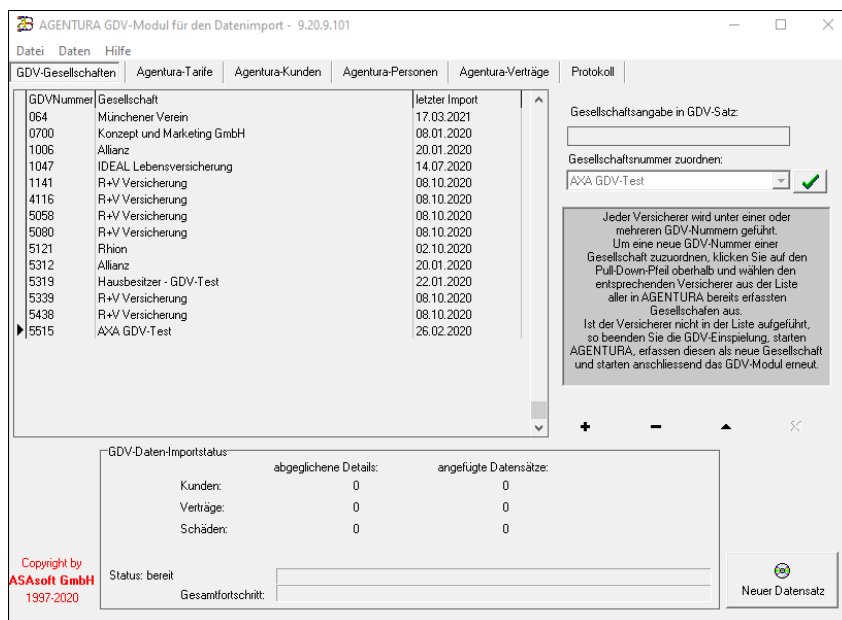 AGENTURA GDV-Modul für den Datenimport - 9.20.9.101
Datei Daten Hilfe
GDV-Gesellschaften Agentura-Tarife Agentura-Kunden Agentura-Personen Agentura-Verträge Protokoll
GDVNummer Gesellschaft letzter Import
064 Münchener Verein 17.03.2021
0700 Konzept und Marketing GmbH 08.01.2020
1006 Allianz 20.01.2020
1047 IDEAL Lebensversicherung 14.07.2020
1141 R+V Versicherung 08.10.2020
4116 R+V Versicherung 08.10.2020
5058 R+V Versicherung 08.10.2020
5080 R+V Versicherung 08.10.2020
5121 Rhion 02.10.2020
5312 Allianz 20.01.2020
5319 Hausbesitzer - GDV-Test 22.01.2020
5339 R+V Versicherung 08.10.2020
5438 R+V Versicherung 08.10.2020
5515 AXA GDV-Test 26.02.2020
Gesellschaftsangabe in GDV-Satz:
Gesellschaftsnummer zuordnen:
AXA GDV-Test
Jeder Versicherer wird unter einer oder
mehreren GDV-Nummern geführt.
Um eine neue GDV-Nummer einer
Gesellschaft zuzuordnen, klicken Sie auf den
Pull-Down-Pfeil oberhalb und wählen den
entsprechenden Versicherer aus der Liste
aller in AGENTURA bereits erfassten
Gesellschafen aus.
Ist der Versicherer nicht in der Liste aufgeführt,
so beenden Sie die GDV-Einspielung, starten
AGENTURA, erfassen diesen als neue Gesellschaft
und starten anschliessend das GDV-Modul erneut.
GDV-Daten-Importstatus
abgeglichene Details: angefügte Datensätze:
Kunden: 0 0
Verträge: 0 0
Schäden: 0 0
Status: bereit
Gesamtfortschritt:
Copyright by
ASAsoft GmbH
1997-2020
Neuer Datensatz